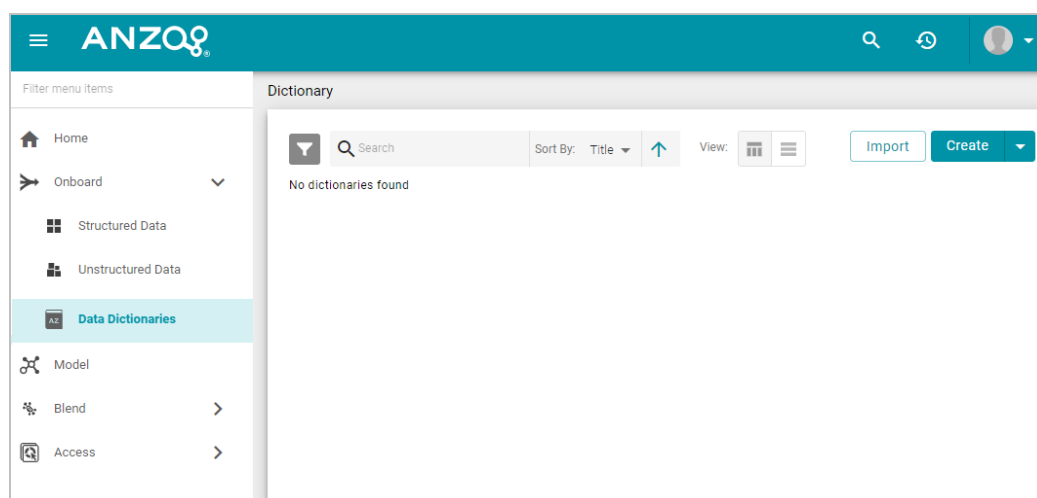 ANZO®
Filter menu items
Dictionary
Home
Search
Sort By: Title
View:
Import
Create
Onboard
No dictionaries found
Structured Data
Unstructured Data
AZ
Data Dictionaries
Model
Blend
Access